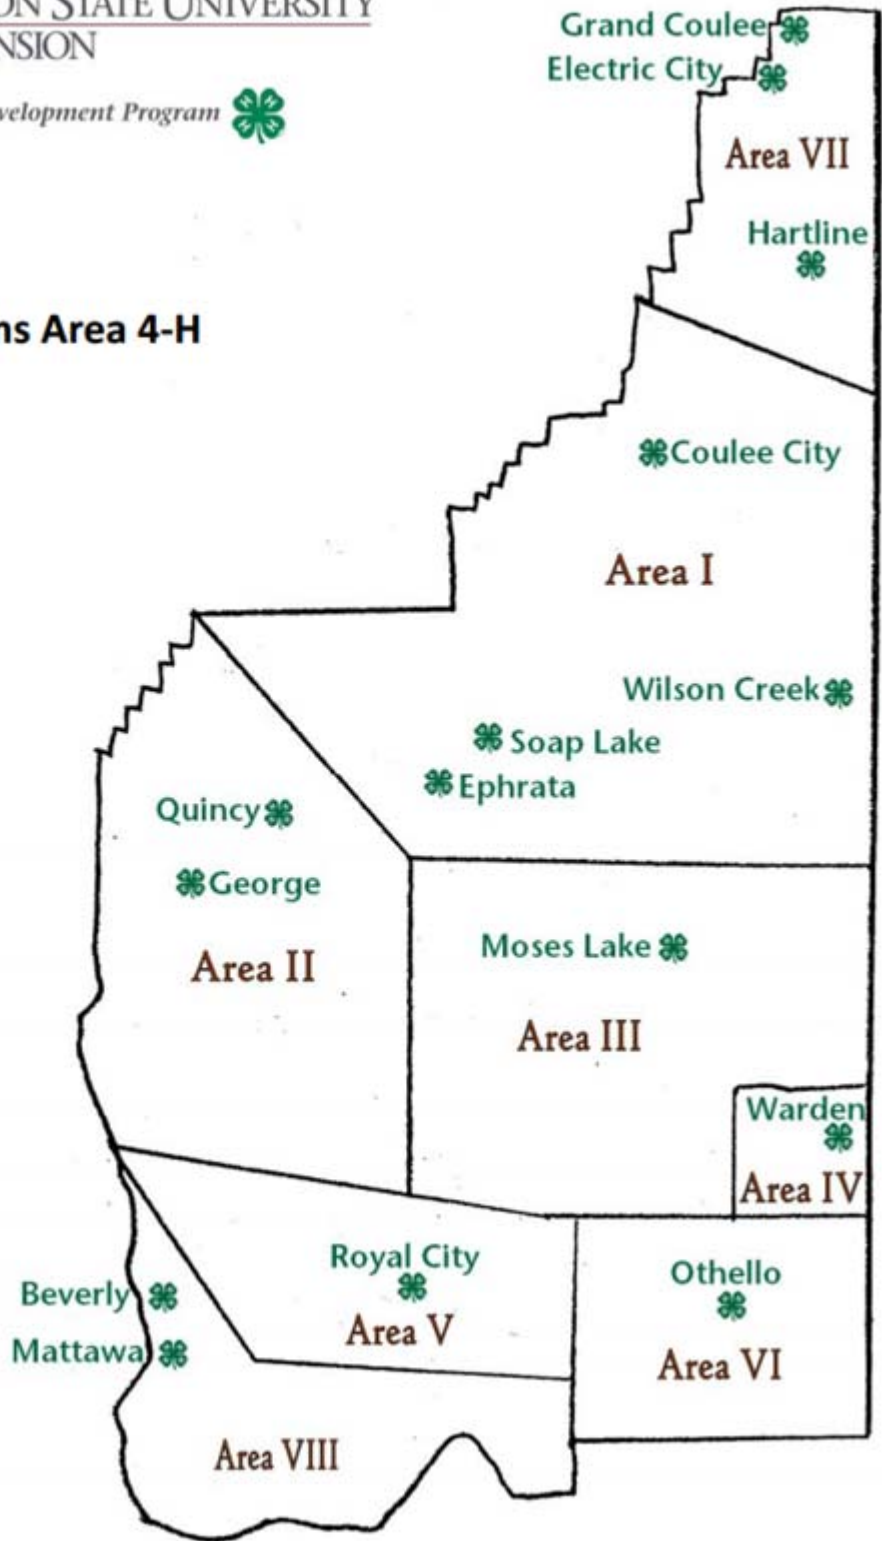 ON STATE UNIVERSITY
NSION
velopment Program
ns Area 4-H
Grand Coulee
Electric City
Area VII
Hartline
Coulee City
Area I
Wilson Creek
Soap Lake
Ephrata
Quincy
George
Area II
Moses Lake
Area III
Warden
Area IV
Royal City
Area V
Othello
Area VI
Beverly
Mattawa
Area VIII